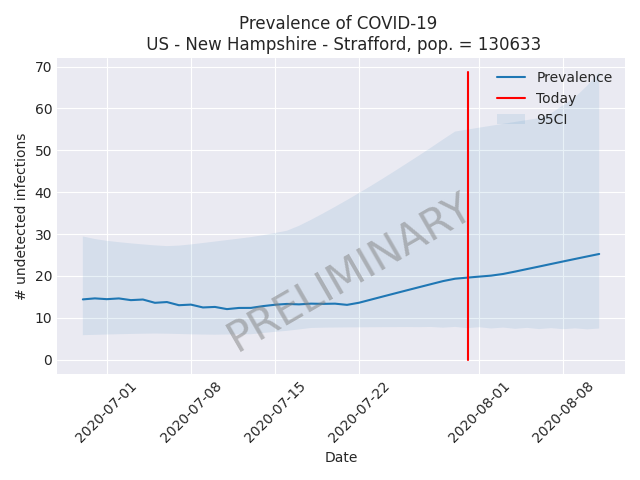 Prevalence of COVID-19
US - New Hampshire - Strafford, pop. = 130633
70
60
50
40
30
20
10
0
# undetected infections
Prevalence
Today
95CI
PRELIMINARY
2020-07-01
2020-07-08
2020-07-15
2020-07-22
2020-08-01
2020-08-08
Date